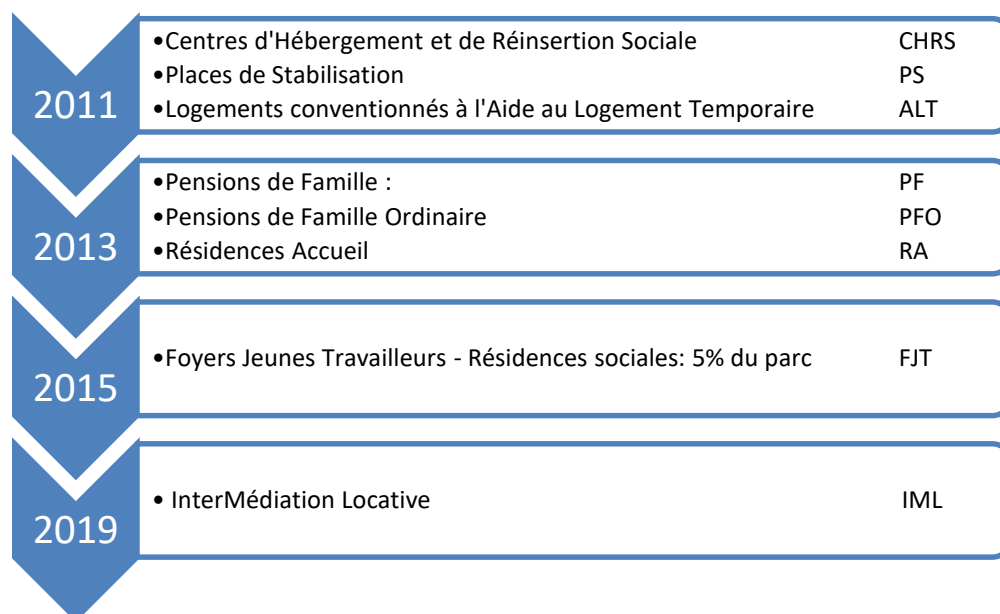 2011
•Centres d'Hébergement et de Réinsertion Sociale CHRS
•Places de Stabilisation PS
•Logements conventionnés à l'Aide au Logement Temporaire ALT
2013
•Pensions de Famille : PF
•Pensions de Famille Ordinaire PFO
•Résidences Accueil RA
2015
•Foyers Jeunes Travailleurs - Résidences sociales: 5% du parc FJT
2019
• InterMédiation Locative IML